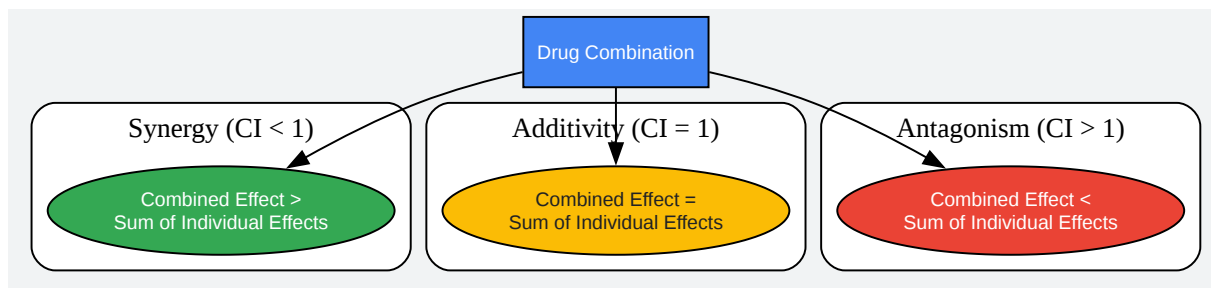 Drug Combination
Synergy (CI < 1)
Additivity (CI = 1)
Antagonism (CI > 1)
Combined Effect >
Sum of Individual Effects
Combined Effect =
Sum of Individual Effects
Combined Effect <
Sum of Individual Effects